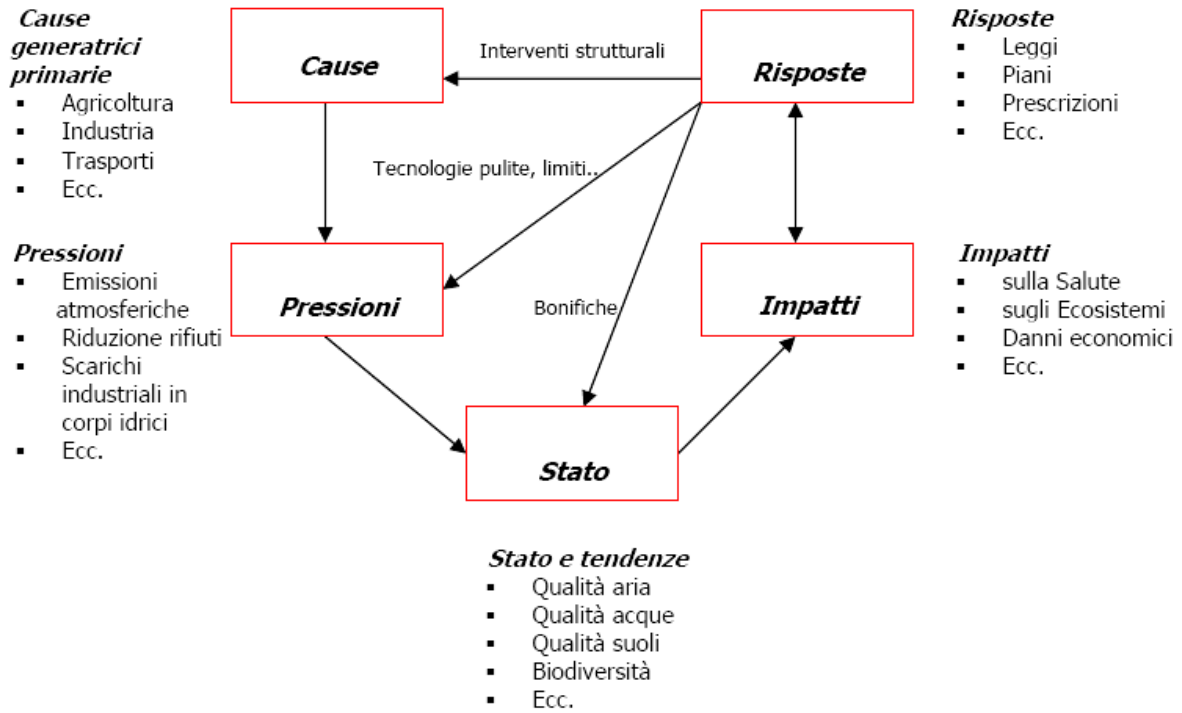 Cause
generatrici
primarie
▪ Agricoltura
▪ Industria
▪ Trasporti
▪ Ecc.
Cause
Interventi strutturali
Risposte
Risposte
▪ Leggi
▪ Piani
▪ Prescrizioni
▪ Ecc.
Tecnologie pulite, limiti..
Pressioni
▪ Emissioni
atmosferiche
▪ Riduzione rifiuti
▪ Scarichi
industriali in
corpi idrici
▪ Ecc.
Pressioni
Bonifiche
Impatti
Impatti
▪ sulla Salute
▪ sugli Ecosistemi
▪ Danni economici
▪ Ecc.
Stato
Stato e tendenze
▪ Qualità aria
▪ Qualità acque
▪ Qualità suoli
▪ Biodiversità
▪ Ecc.